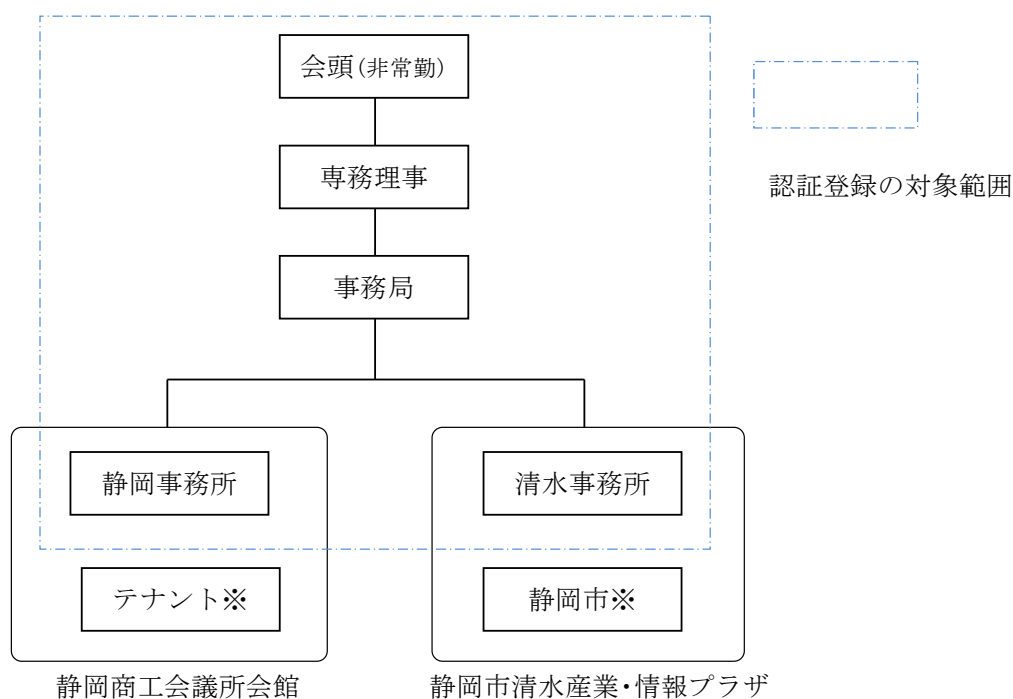 会頭(非常勤)
専務理事
認証登録の対象範囲
事務局
静岡事務所
清水事務所
テナント※
静岡市※
静岡商工会議所会館
静岡市清水産業・情報プラザ